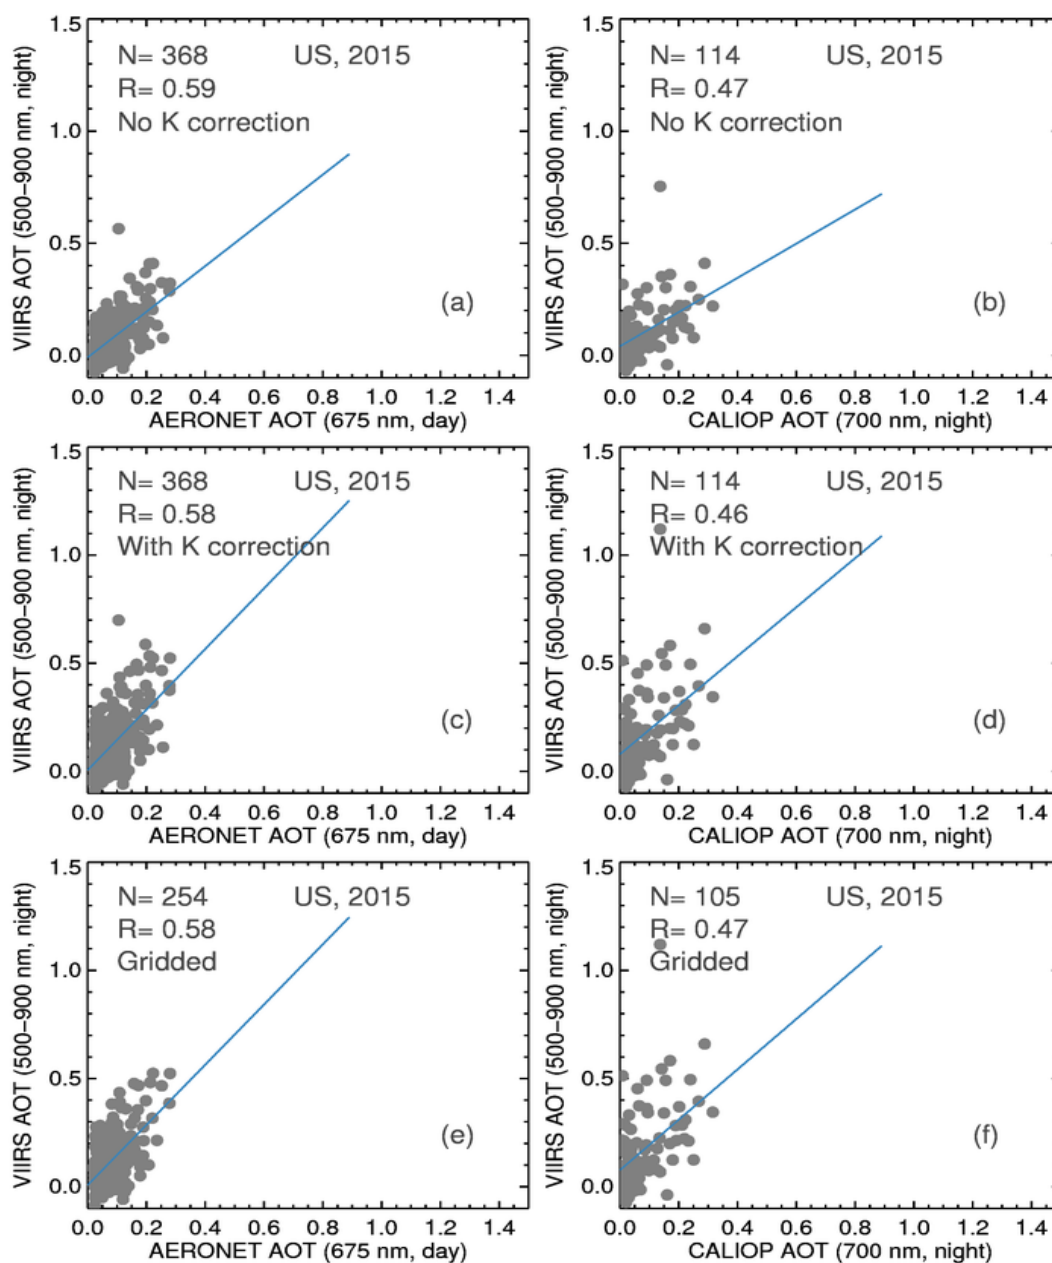 1.5
1.0
0.5
0.0
VIIRS AOT (500−900 nm, night)
N= 368 US, 2015
R= 0.59
No K correction
(a)
0.0 0.2 0.4 0.6 0.8 1.0 1.2 1.4
AERONET AOT (675 nm, day)
1.5
1.0
0.5
0.0
VIIRS AOT (500−900 nm, night)
N= 114 US, 2015
R= 0.47
No K correction
(b)
0.0 0.2 0.4 0.6 0.8 1.0 1.2 1.4
CALIOP AOT (700 nm, night)
1.5
1.0
0.5
0.0
VIIRS AOT (500−900 nm, night)
N= 368 US, 2015
R= 0.58
With K correction
(c)
0.0 0.2 0.4 0.6 0.8 1.0 1.2 1.4
AERONET AOT (675 nm, day)
1.5
1.0
0.5
0.0
VIIRS AOT (500−900 nm, night)
N= 114 US, 2015
R= 0.46
With K correction
(d)
0.0 0.2 0.4 0.6 0.8 1.0 1.2 1.4
CALIOP AOT (700 nm, night)
1.5
1.0
0.5
0.0
VIIRS AOT (500−900 nm, night)
N= 254 US, 2015
R= 0.58
Gridded
(e)
0.0 0.2 0.4 0.6 0.8 1.0 1.2 1.4
AERONET AOT (675 nm, day)
1.5
1.0
0.5
0.0
VIIRS AOT (500−900 nm, night)
N= 105 US, 2015
R= 0.47
Gridded
(f)
0.0 0.2 0.4 0.6 0.8 1.0 1.2 1.4
CALIOP AOT (700 nm, night)